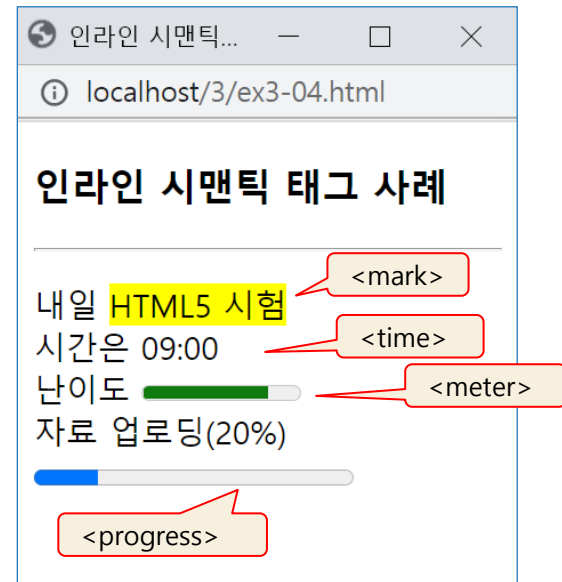 인라인 시맨틱...
localhost/3/ex3-04.html
인라인 시맨틱 태그 사례
<mark>
내일 HTML5 시험
시간은 09:00
<time>
난이도
<meter>
자료 업로딩(20%)
<progress>